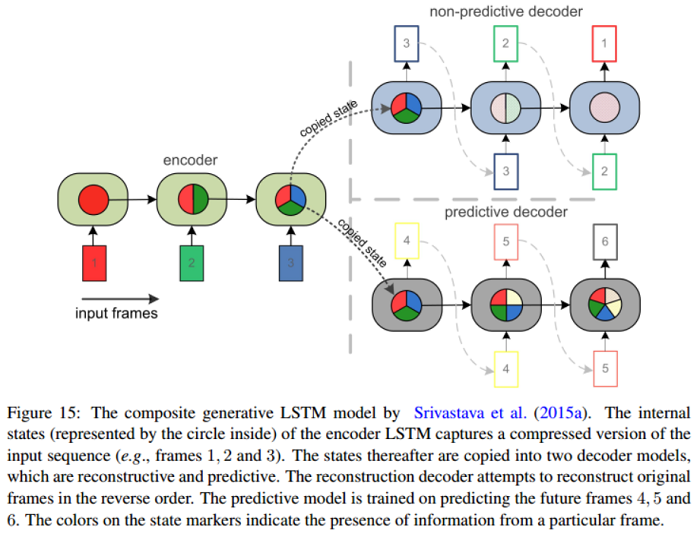 non-predictive decoder
3
2
1
copied state
encoder
3
2
predictive decoder
copied state
4
5
6
1
2
3
input frames
4
5
Figure 15: The composite generative LSTM model by Srivastava et al. (2015a). The internal
states (represented by the circle inside) of the encoder LSTM captures a compressed version of the
input sequence (e.g., frames 1, 2 and 3). The states thereafter are copied into two decoder models,
which are reconstructive and predictive. The reconstruction decoder attempts to reconstruct original
frames in the reverse order. The predictive model is trained on predicting the future frames 4, 5 and
6. The colors on the state markers indicate the presence of information from a particular frame.